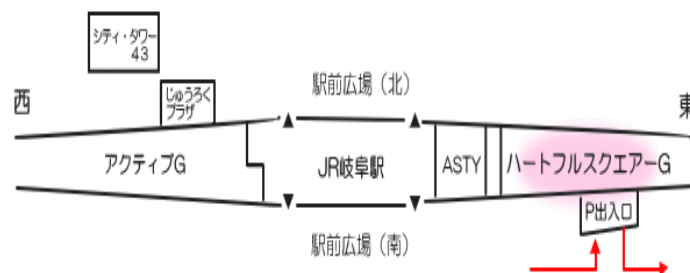 シティ・タワー
43
じゅうろく
プラザ
駅前広場（北）
西
東
アクティブG
JR岐阜駅
ASTY
ハートフルスクエアーG
P出入口
駅前広場（南）